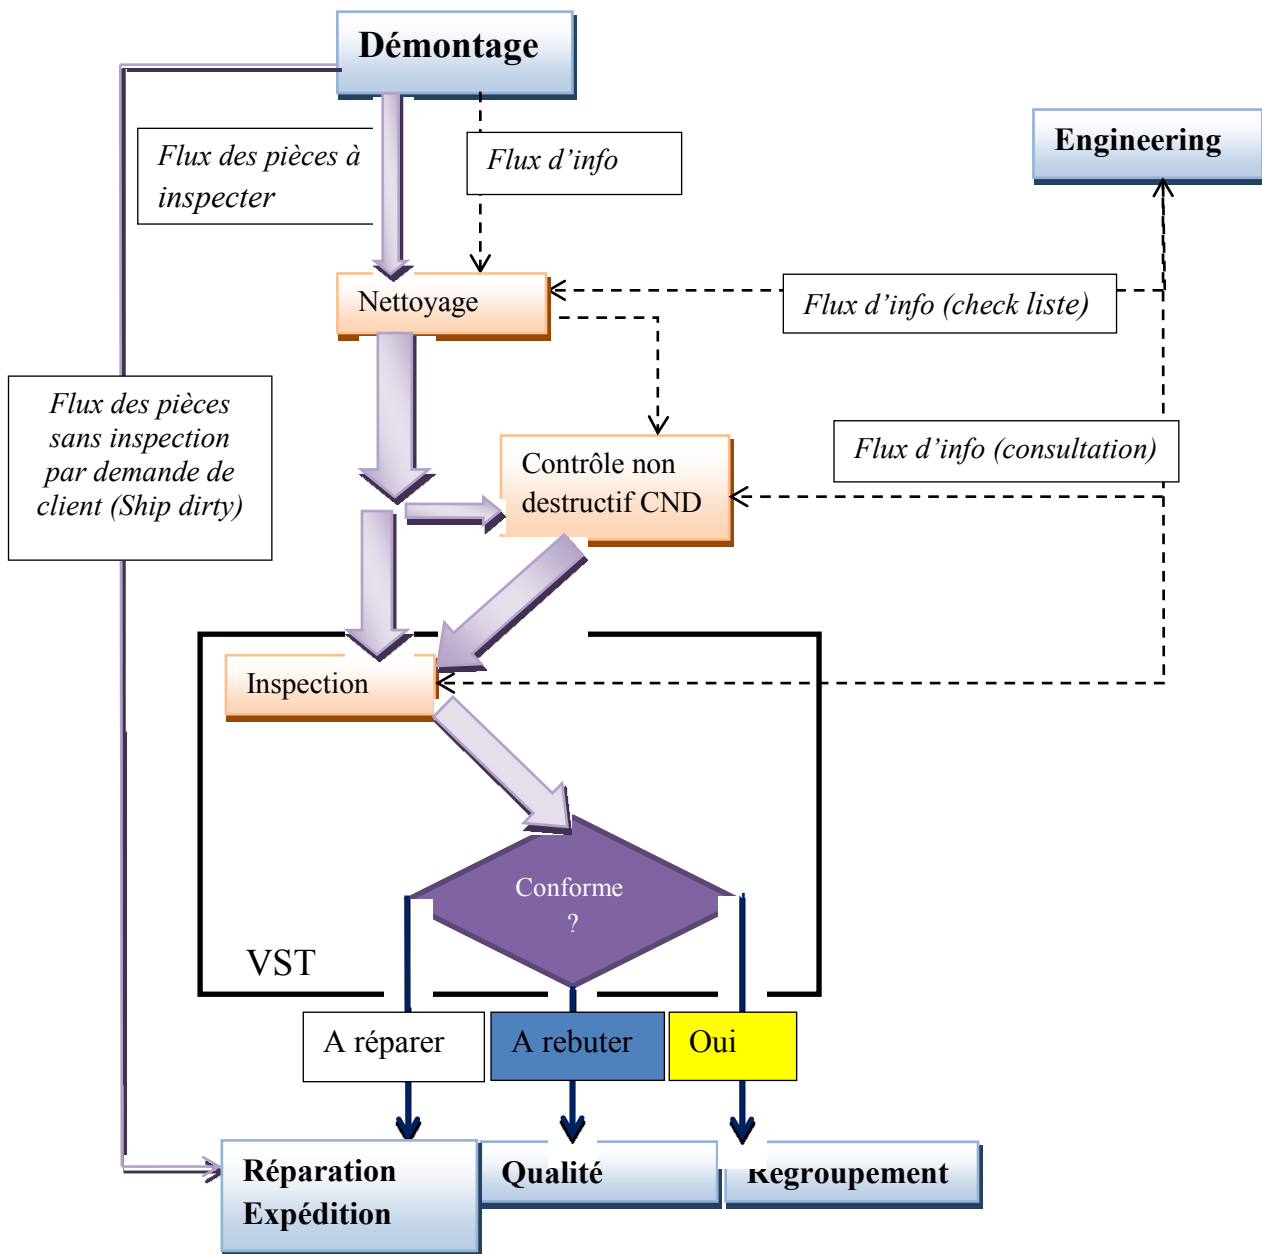 Démontage
Engineering
Flux des pièces à
inspecter
Flux d'info
Nettoyage
Flux d'info (check liste)
Flux des pièces
sans inspection
par demande de
client (Ship dirty)
Contrôle non
destructif CND
Flux d'info (consultation)
Inspection
Conforme
?
VST
A réparer
A rebuter
Oui
Réparation
Expédition
Qualité
Regroupement